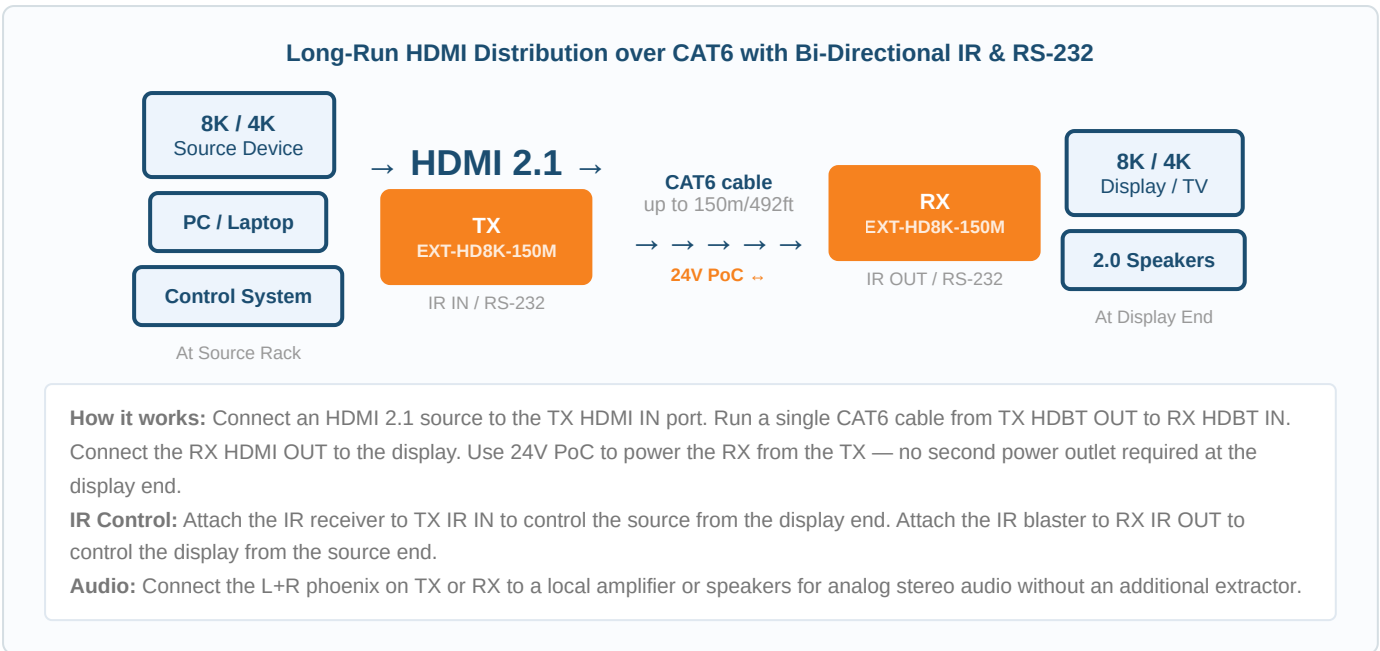 Long-Run HDMI Distribution over CAT6 with Bi-Directional IR & RS-232
8K / 4K
Source Device
PC / Laptop
Control System
At Source Rack
→ HDMI 2.1 →
TX
EXT-HD8K-150M
IR IN / RS-232
CAT6 cable
up to 150m/492ft
→ → → → →
24V PoC ↔
RX
EXT-HD8K-150M
IR OUT / RS-232
8K / 4K
Display / TV
2.0 Speakers
At Display End
How it works: Connect an HDMI 2.1 source to the TX HDMI IN port. Run a single CAT6 cable from TX HDBT OUT to RX HDBT IN.
Connect the RX HDMI OUT to the display. Use 24V PoC to power the RX from the TX — no second power outlet required at the
display end.
IR Control: Attach the IR receiver to TX IR IN to control the source from the display end. Attach the IR blaster to RX IR OUT to
control the display from the source end.
Audio: Connect the L+R phoenix on TX or RX to a local amplifier or speakers for analog stereo audio without an additional extractor.